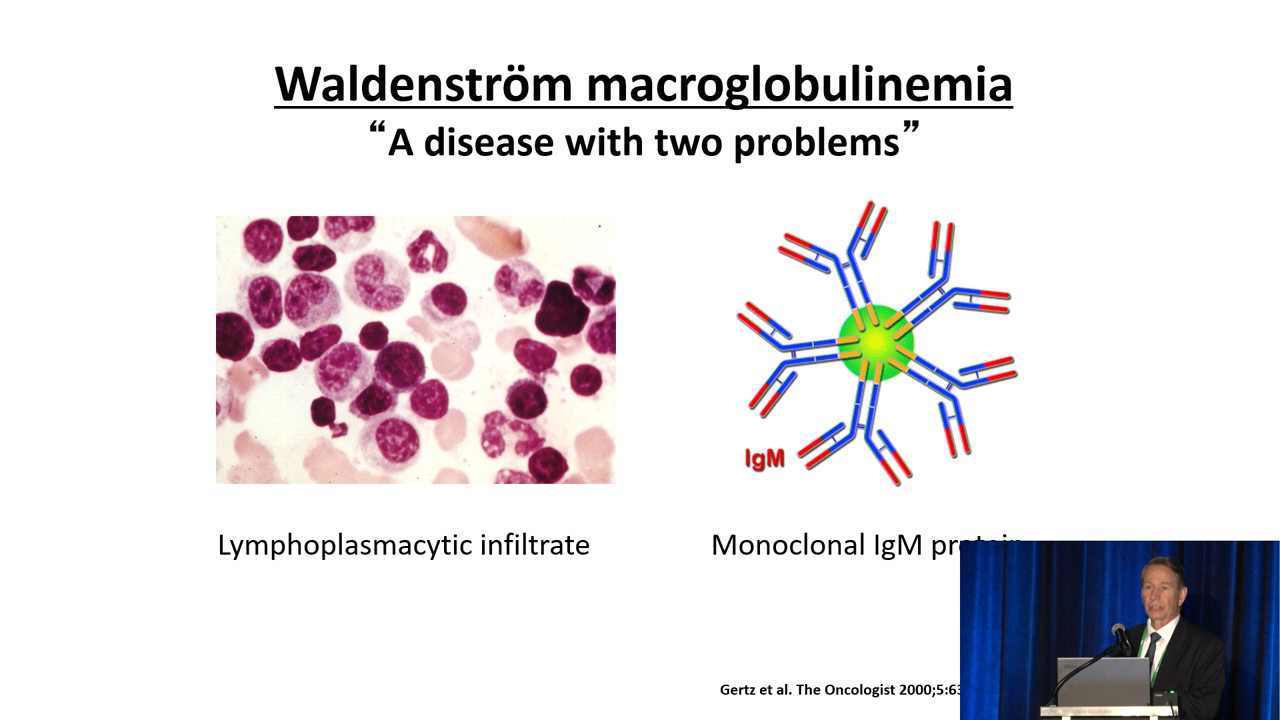 Waldenström macroglobulinemia
“A disease with two problems”
IgM
Lymphoplasmacytic infiltrate
Monoclonal IgM protein
Gertz et al. The Oncologist 2000;5:63